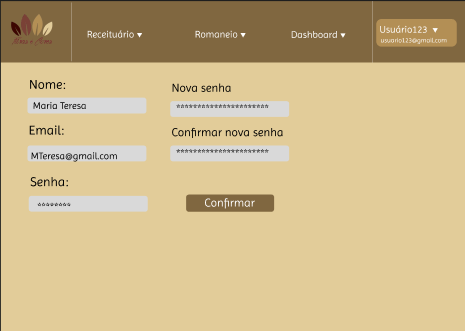 Receituário ▾
Romaneio ▾
Dashboard ▾
Usuário123 ▾
usuario123@gmail.com
Nome:
Maria Teresa
Email:
MTeresa@gmail.com
Senha:
********
Nova senha
*********************
Confirmar nova senha
*********************
Confirmar